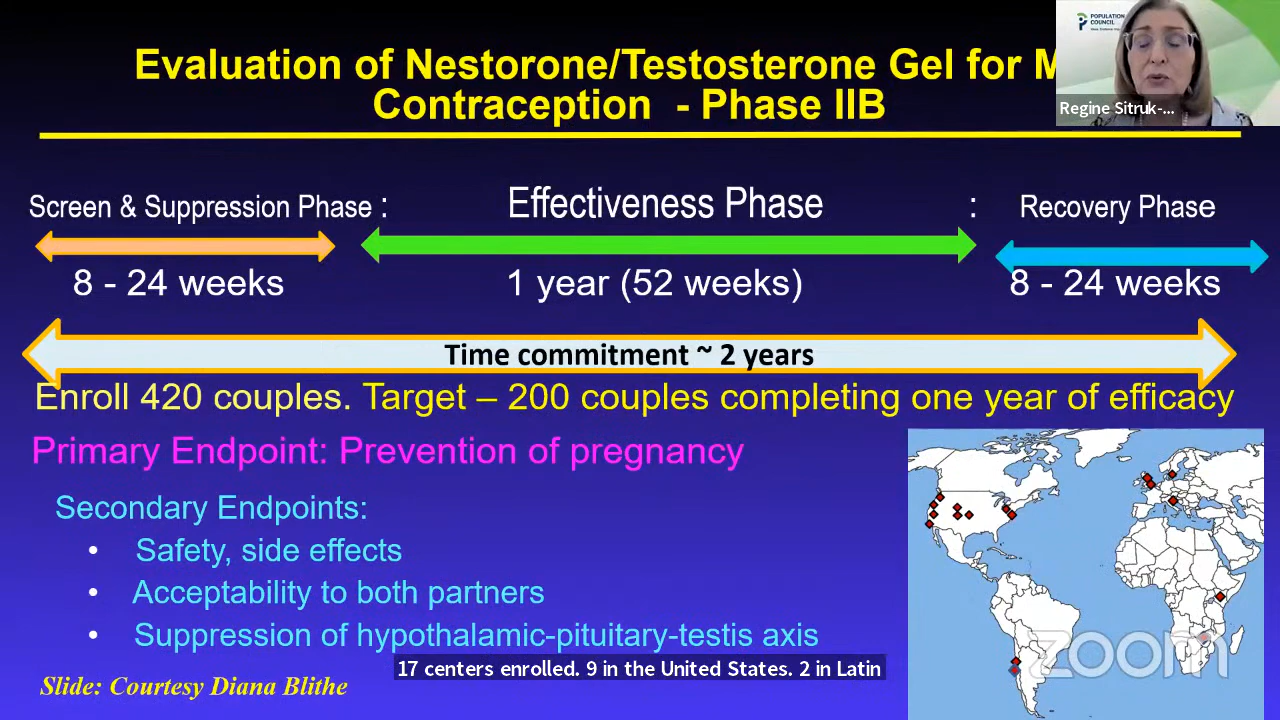 Evaluation of Nestorone/Testosterone Gel for M
Contraception - Phase IIB
POPULATION
COUNCIL
Regine Sitruk-...
Screen & Suppression Phase :
Effectiveness Phase
:
Recovery Phase
8 - 24 weeks
1 year (52 weeks)
8 - 24 weeks
Time commitment ~ 2 years
Enroll 420 couples. Target – 200 couples completing one year of efficacy
Primary Endpoint: Prevention of pregnancy
Secondary Endpoints:
• Safety, side effects
• Acceptability to both partners
• Suppression of hypothalamic-pituitary-testis axis
17 centers enrolled. 9 in the United States. 2 in Latin
Slide: Courtesy Diana Blithe
zoom